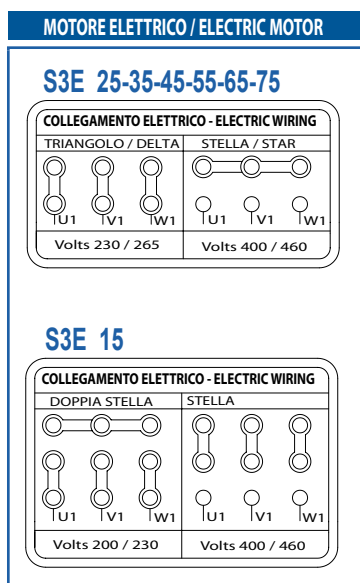 MOTORE ELETTRICO / ELECTRIC MOTOR
S3E 25-35-45-55-65-75
COLLEGAMENTO ELETTRICO - ELECTRIC WIRING
TRIANGOLO / DELTA STELLA / STAR
U1 V1 W1 U1 V1 W1
Volts 230 / 265 Volts 400 / 460
S3E 15
COLLEGAMENTO ELETTRICO - ELECTRIC WIRING
DOPPIA STELLA STELLA
U1 V1 W1 U1 V1 W1
Volts 200 / 230 Volts 400 / 460